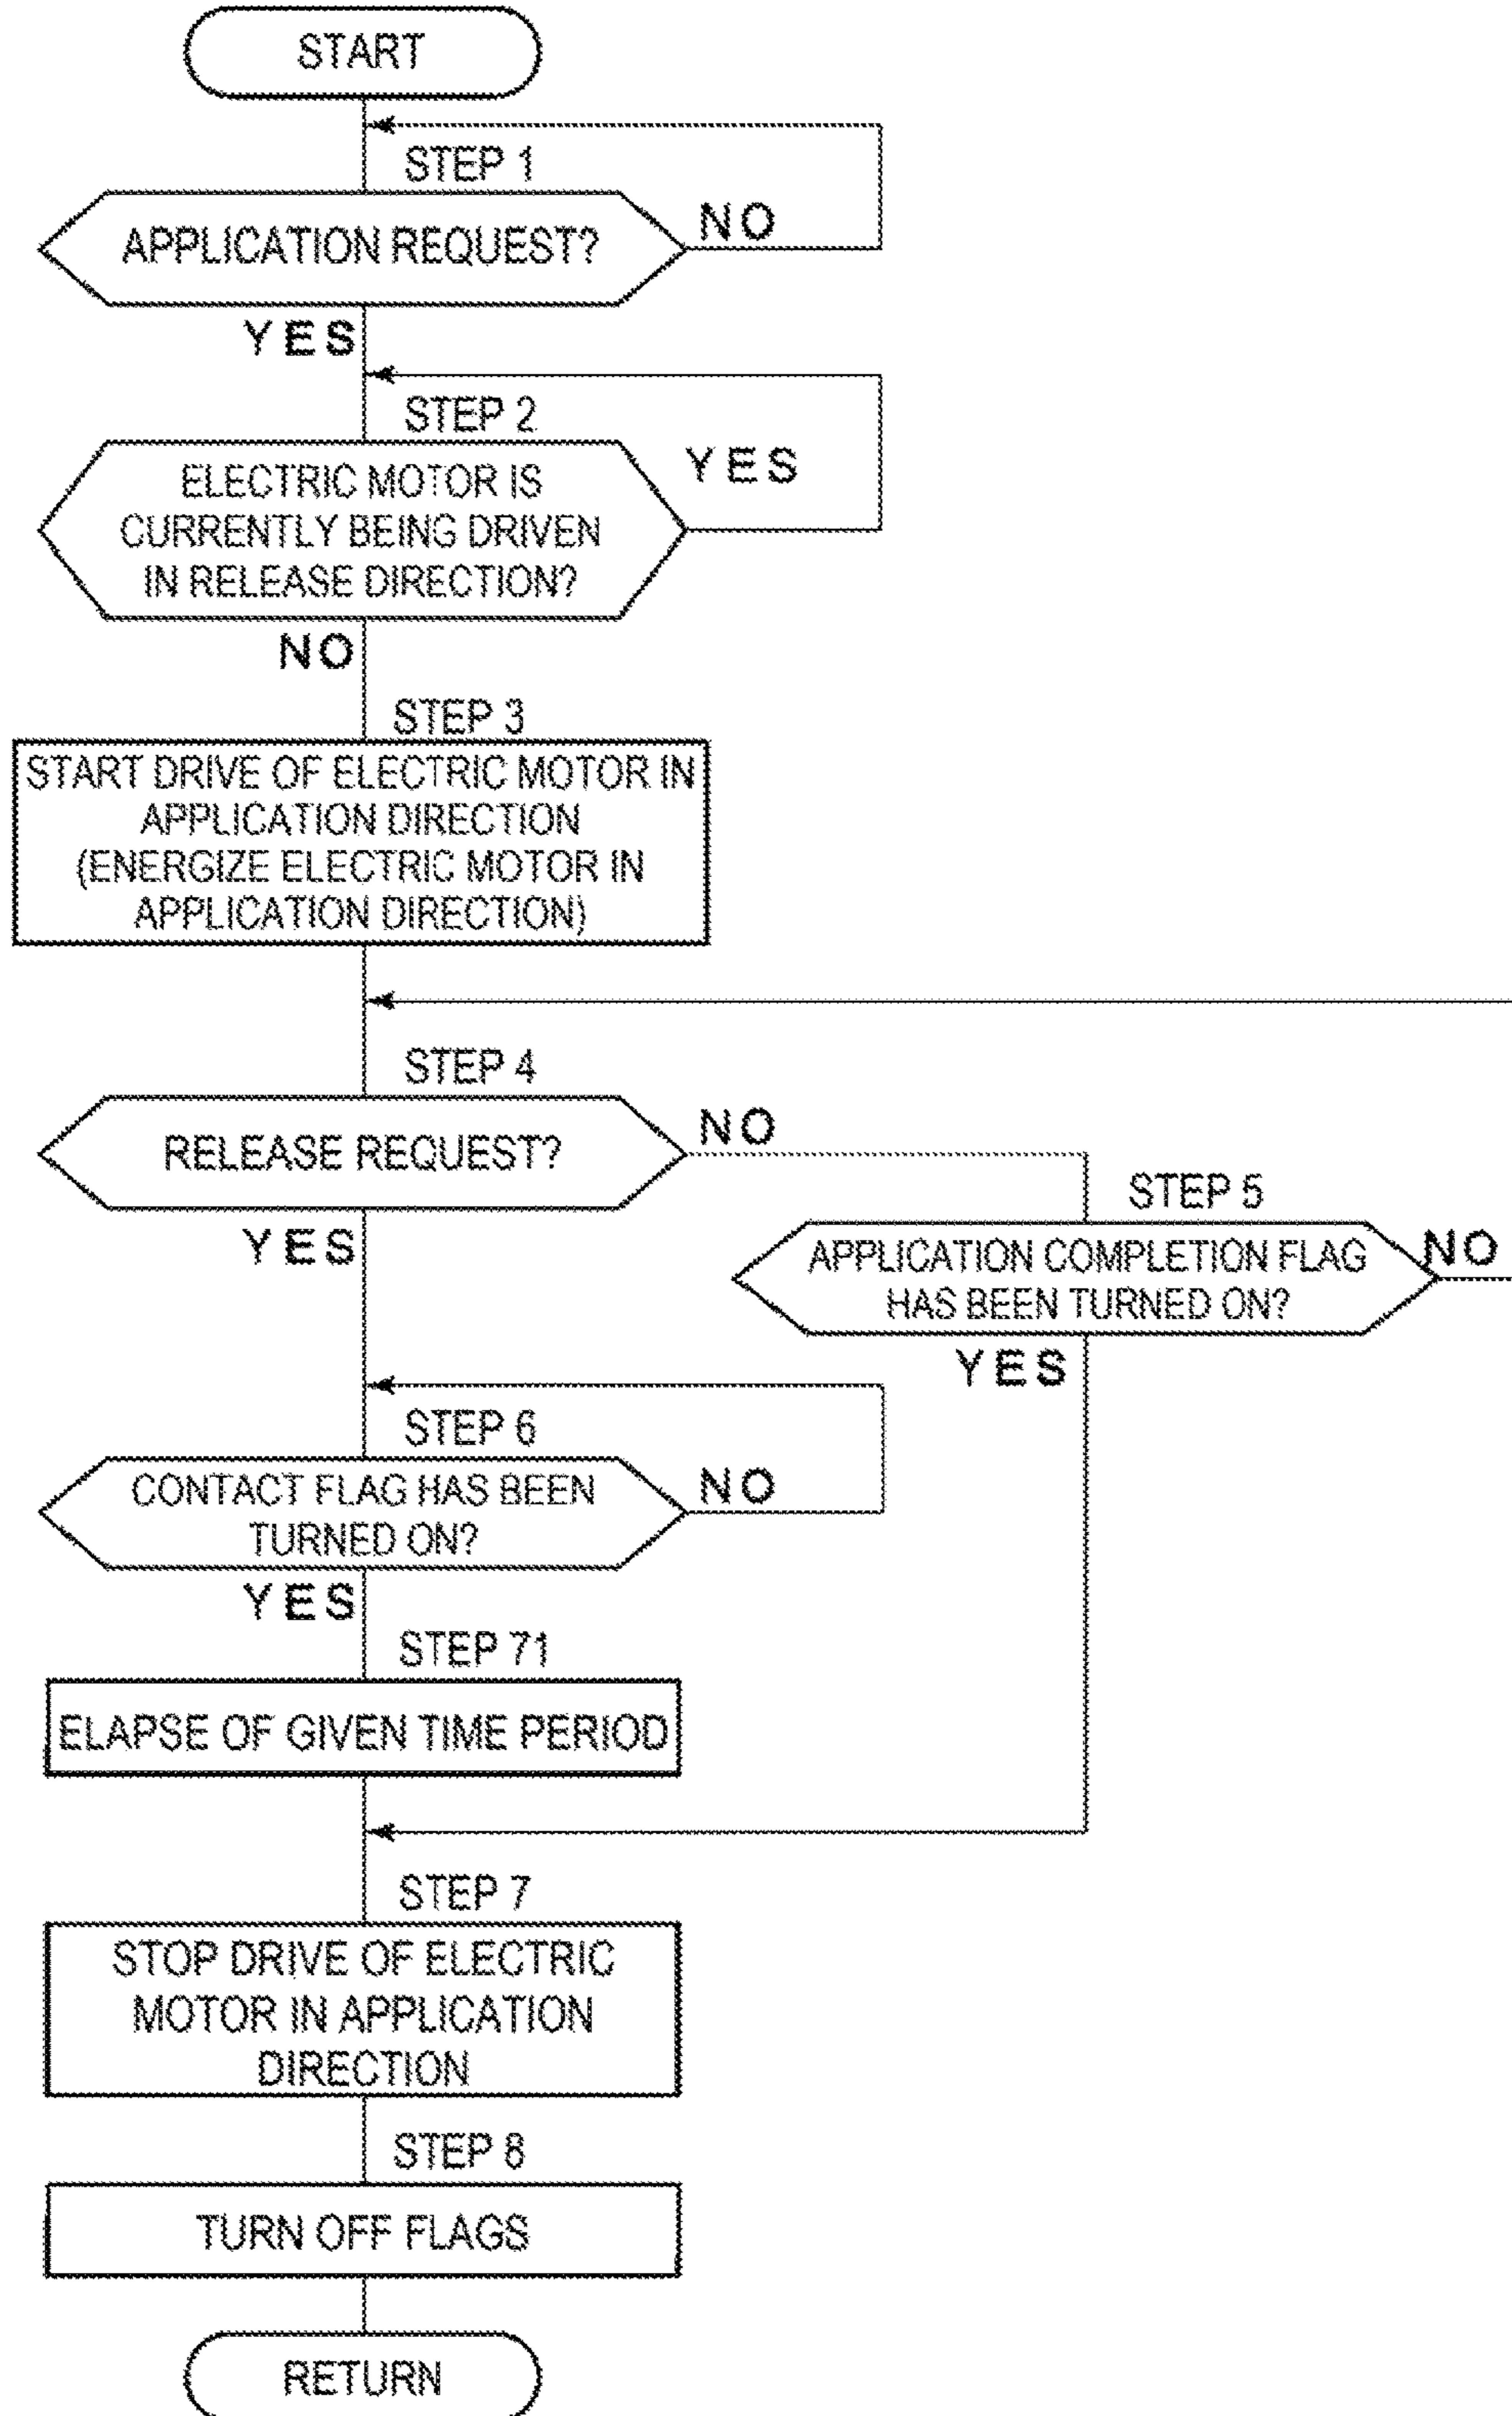 START
STEP 1
APPLICATION REQUEST?
NO
YES
STEP 2
ELECTRIC MOTOR IS
CURRENTLY BEING DRIVEN
IN RELEASE DIRECTION?
YES
NO
STEP 3
START DRIVE OF ELECTRIC MOTOR IN
APPLICATION DIRECTION
(ENERGIZE ELECTRIC MOTOR IN
APPLICATION DIRECTION)
STEP 4
RELEASE REQUEST?
NO
YES
STEP 5
APPLICATION COMPLETION FLAG
HAS BEEN TURNED ON?
NO
YES
STEP 6
CONTACT FLAG HAS BEEN
TURNED ON?
NO
YES
STEP 71
ELAPSE OF GIVEN TIME PERIOD
STEP 7
STOP DRIVE OF ELECTRIC
MOTOR IN APPLICATION
DIRECTION
STEP 8
TURN OFF FLAGS
RETURN